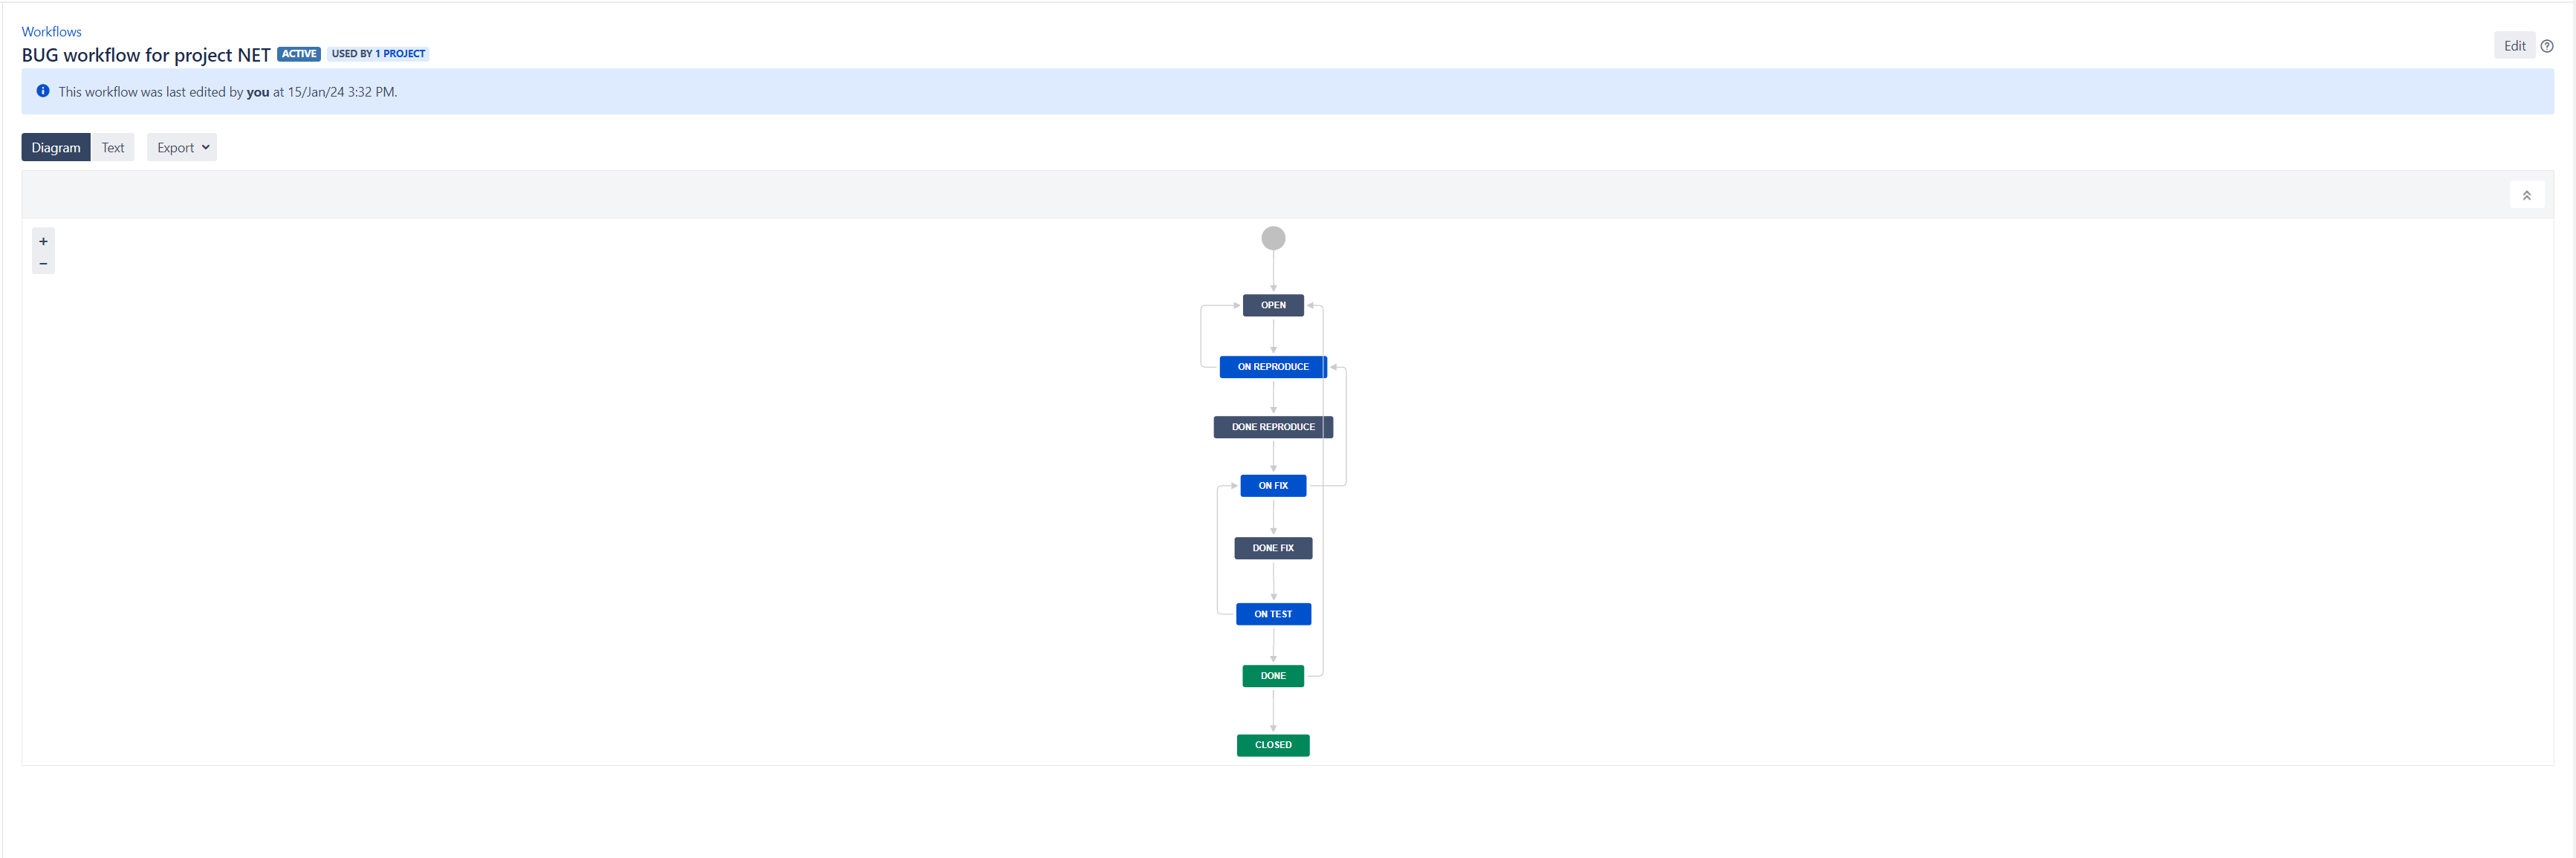 Workflows
BUG workflow for project NET ACTIVE USED BY 1 PROJECT
Edit
This workflow was last edited by you at 15/Jan/24 3:32 PM.
Diagram Text Export
OPEN
ON REPRODUCE
DONE REPRODUCE
ON FIX
DONE FIX
ON TEST
DONE
CLOSED